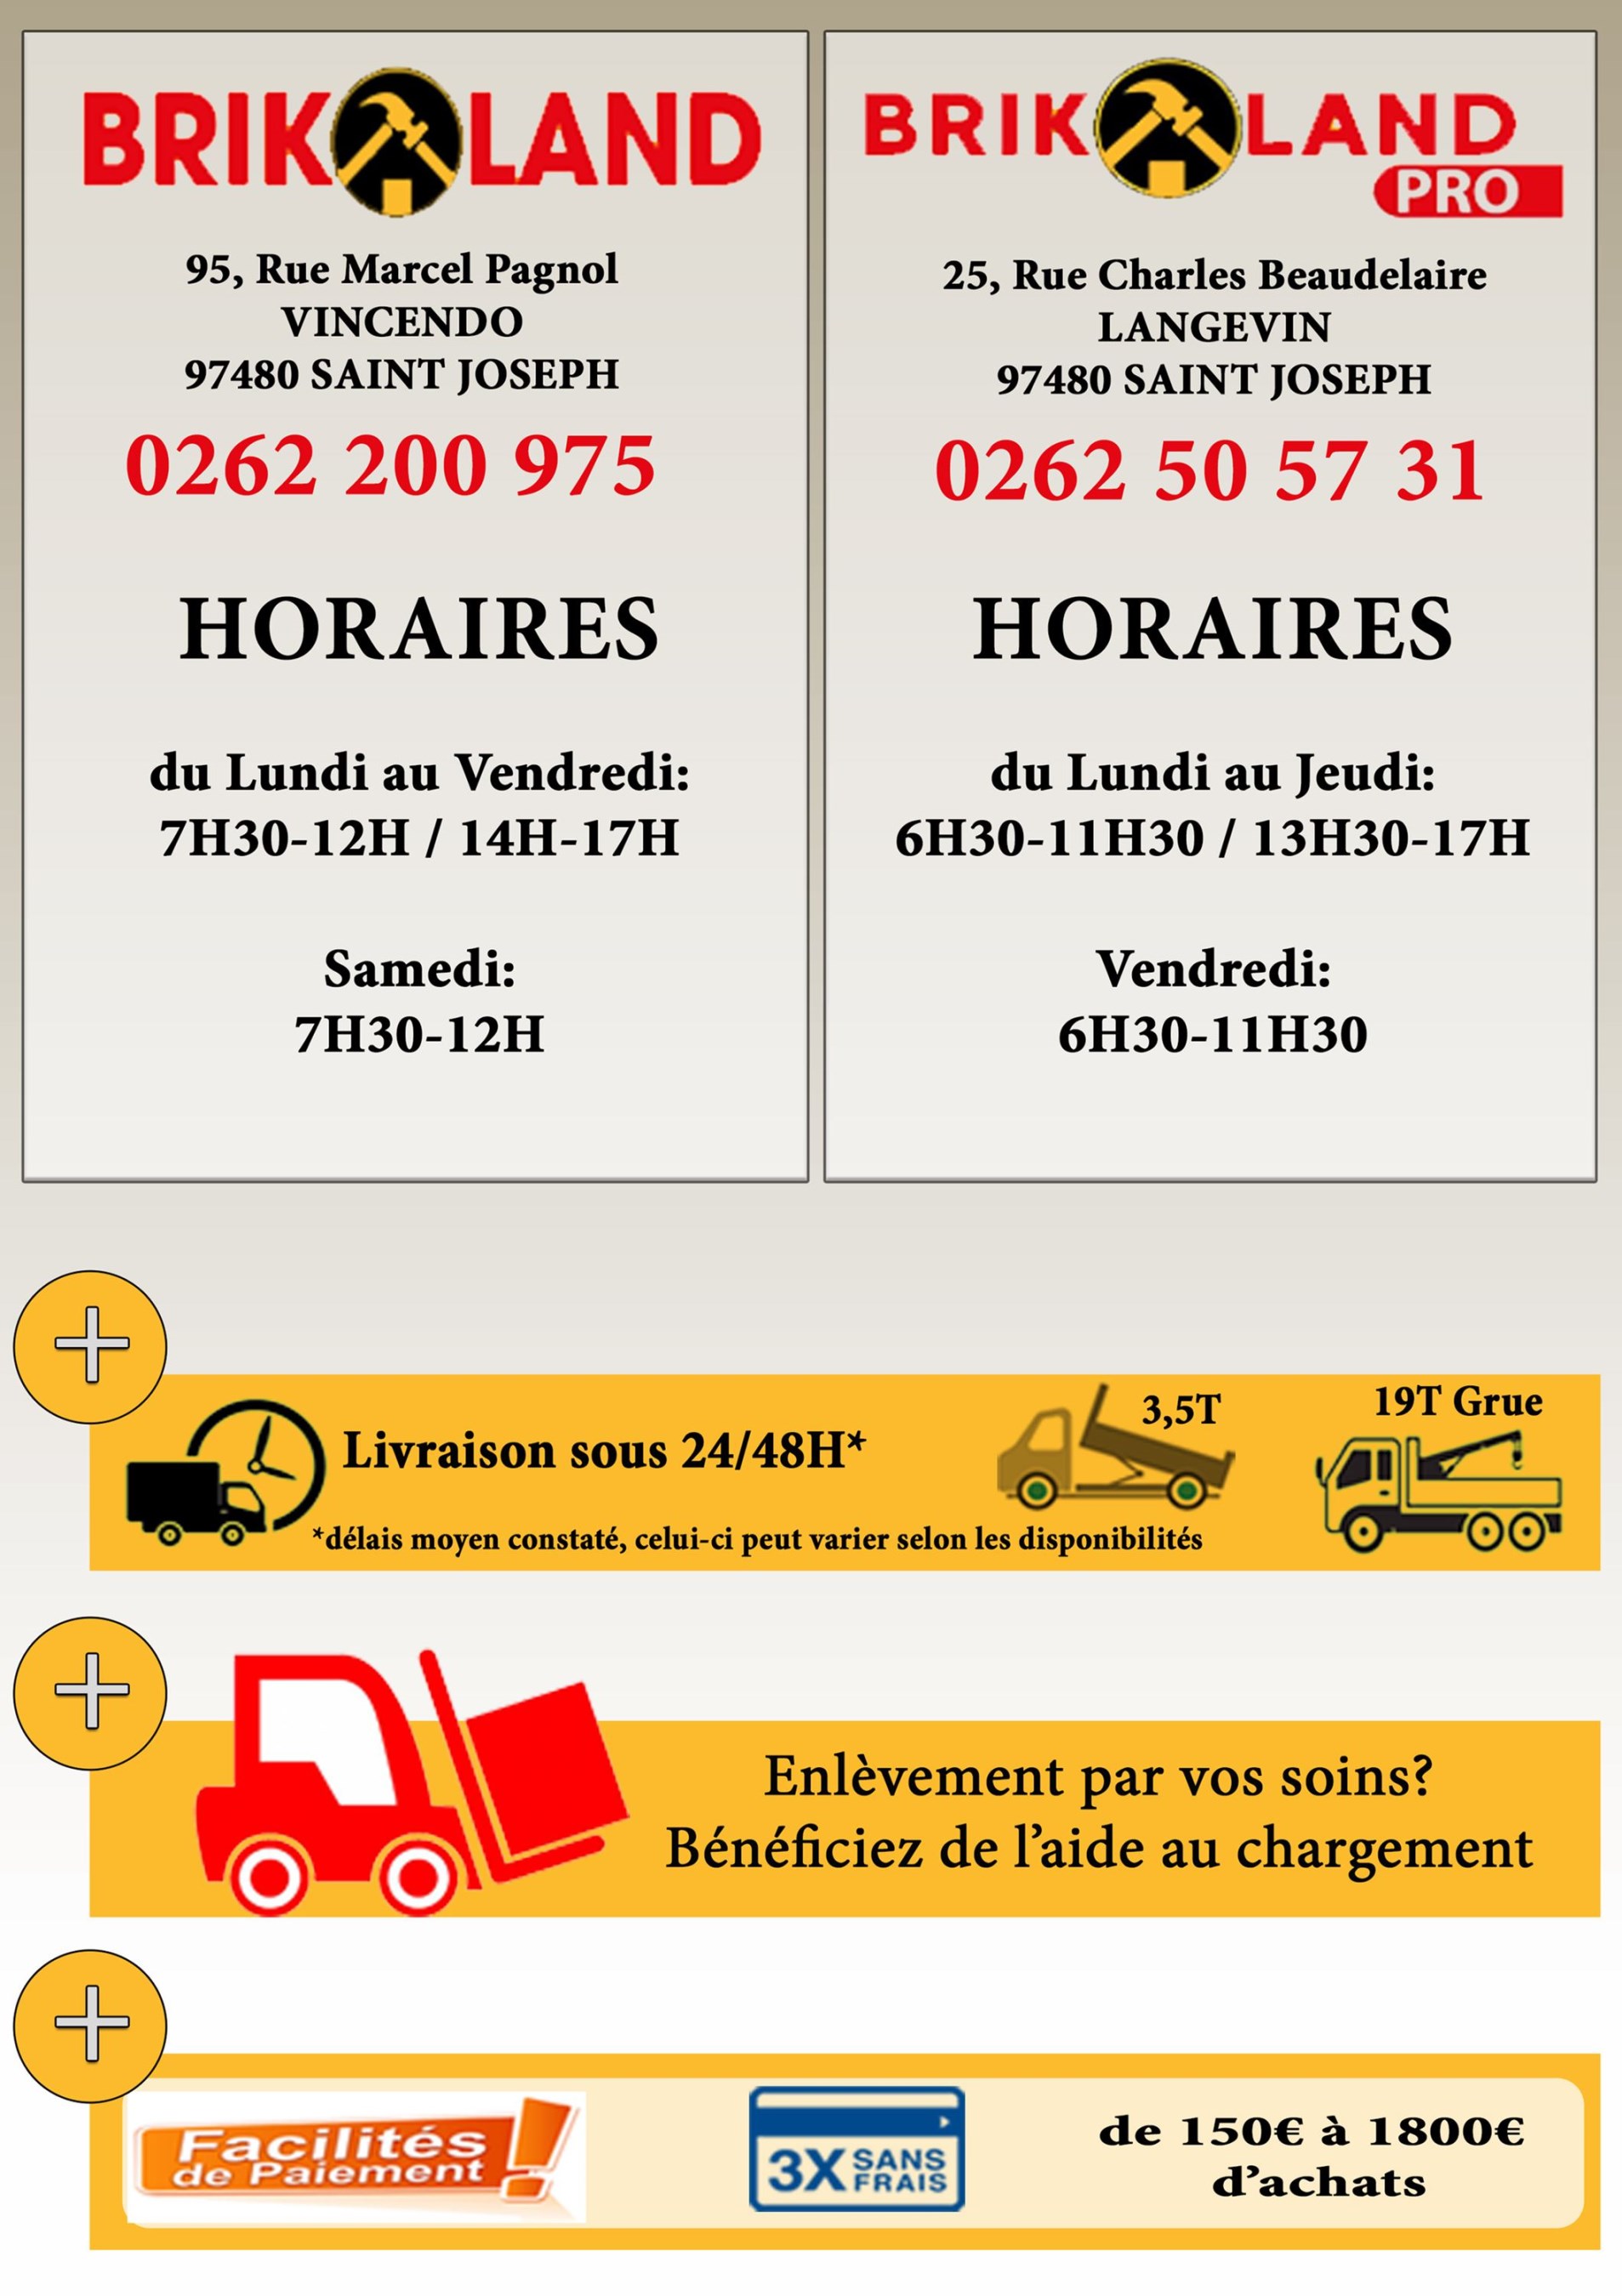 BRIK LAND
95, Rue Marcel Pagnol
VINCENDO
97480 SAINT JOSEPH
0262 200 975
HORAIRES
du Lundi au Vendredi:
7H30-12H / 14H-17H
Samedi:
7H30-12H
BRIK LAND
PRO
25, Rue Charles Beaudelaire
LANGEVIN
97480 SAINT JOSEPH
0262 50 57 31
HORAIRES
du Lundi au Jeudi:
6H30-11H30 / 13H30-17H
Vendredi:
6H30-11H30
Livraison sous 24/48H*
3,5T
19T Grue
*délais moyen constaté, celui-ci peut varier selon les disponibilités
Enlèvement par vos soins?
Bénéficiez de l’aide au chargement
Facilités
de Paiement !
3X SANS
FRAIS
de 150€ à 1800€
d’achats